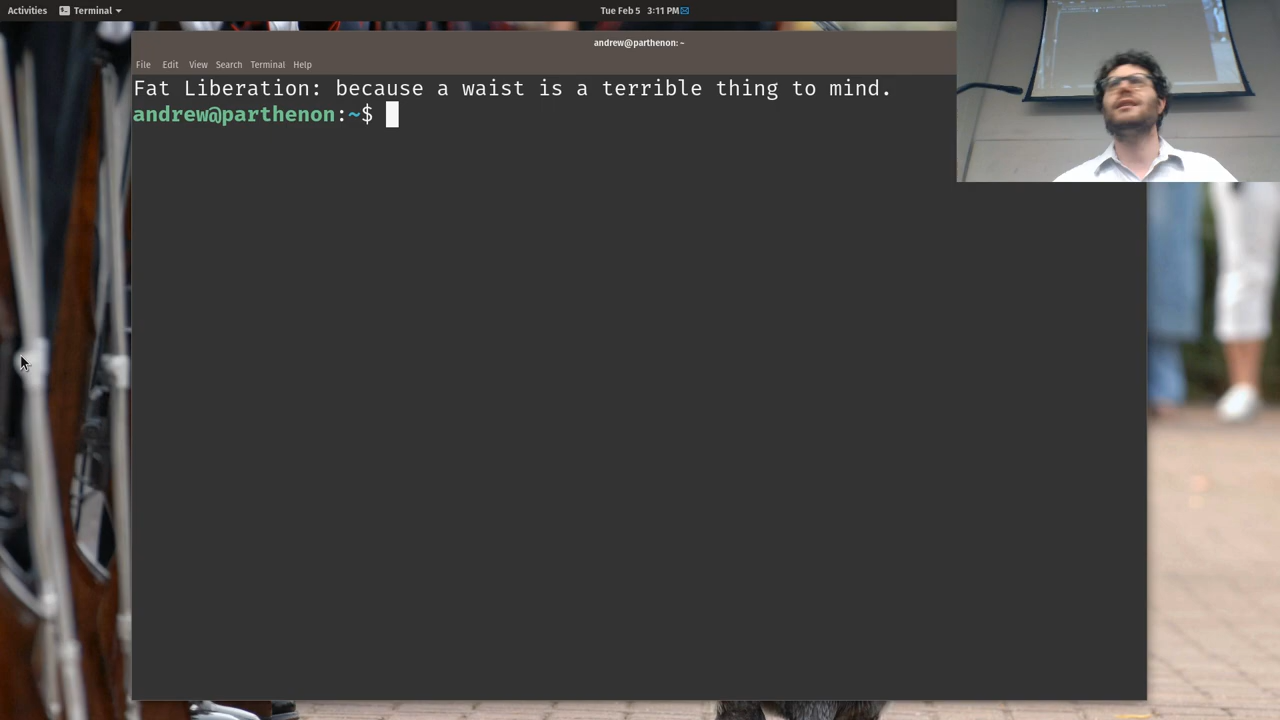 Activities Terminal Tue Feb 5 3:11 PM
andrew@parthenon: ~
File Edit View Search Terminal Help
Fat Liberation: because a waist is a terrible thing to mind.
andrew@parthenon:~$